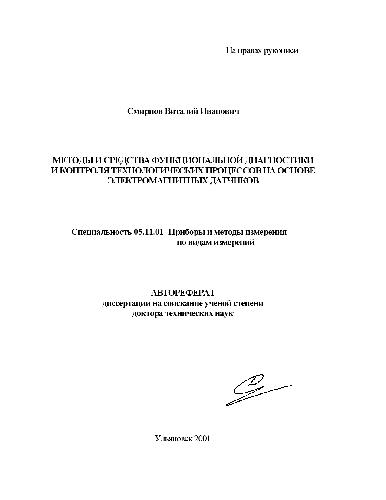 На правах рукописи
Смирнов Виталий Иванович
МЕТОДЫ И СРЕДСТВА ФУНКЦИОНАЛЬНОЙ ДИАГНОСТИКИ
И КОНТРОЛЯ ТЕХНОЛОГИЧЕСКИХ ПРОЦЕССОВ НА ОСНОВЕ
ЭЛЕКТРОМАГНИТНЫХ ДАТЧИКОВ
Специальность 05.11.01 Приборы и методы измерения
по видам измерений
АВТОРЕФЕРАТ
диссертации на соискание ученой степени
доктора технических наук
Ульяновск 2001